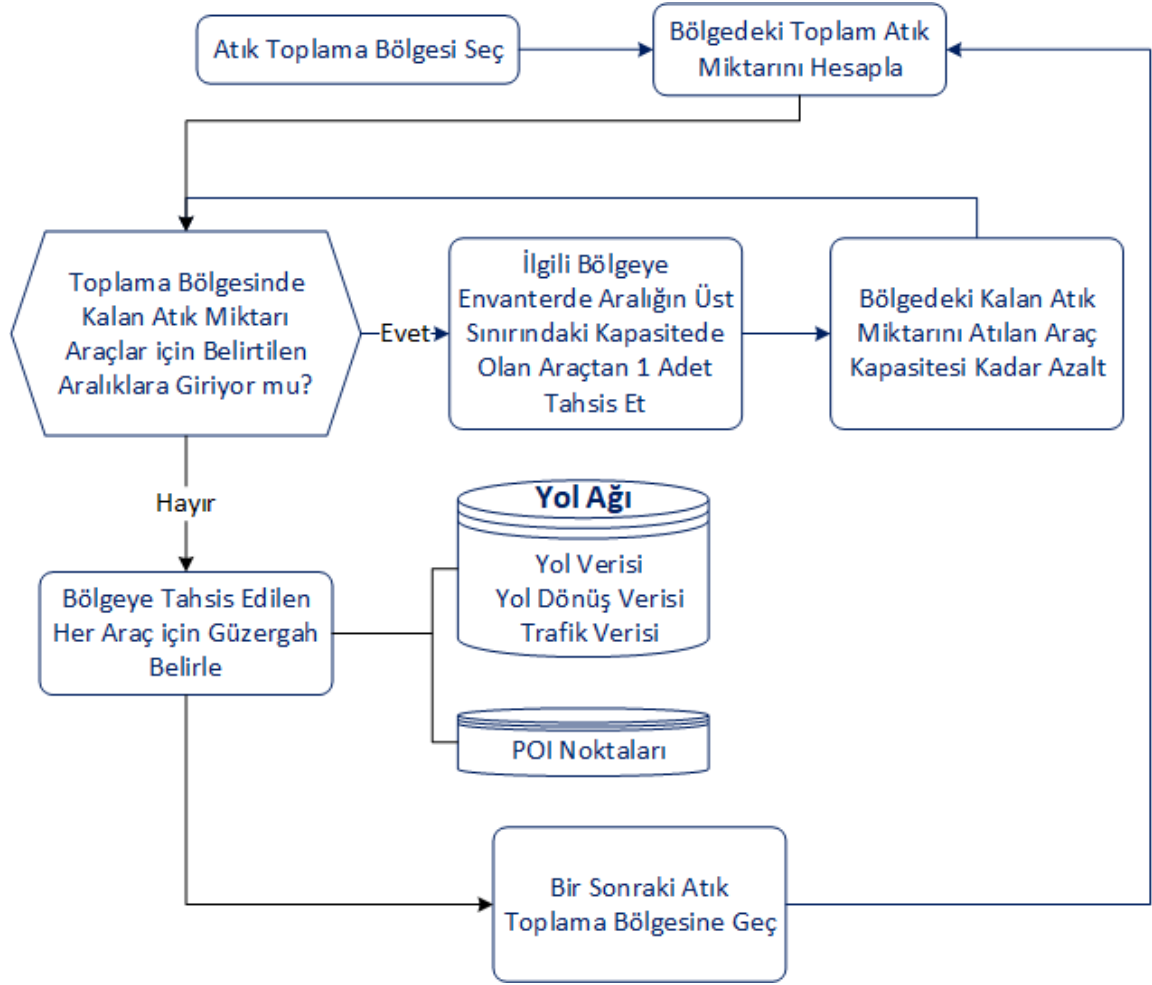 Atık Toplama Bölgesi Seç
Bölgedeki Toplam Atık
Miktarını Hesapla
Toplama Bölgesinde
Kalan Atık Miktarı
Araçlar için Belirtilen
Aralıklara Giriyor mu?
Evet
İlgili Bölgeye
Envanterde Aralığın Üst
Sınırındaki Kapasitede
Olan Araçtan 1 Adet
Tahsis Et
Bölgedeki Kalan Atık
Miktarını Atılan Araç
Kapasitesi Kadar Azalt
Hayır
Bölgeye Tahsis Edilen
Her Araç için Güzergah
Belirle
Yol Ağı
Yol Verisi
Yol Dönüş Verisi
Trafik Verisi
POI Noktaları
Bir Sonraki Atık
Toplama Bölgesine Geç